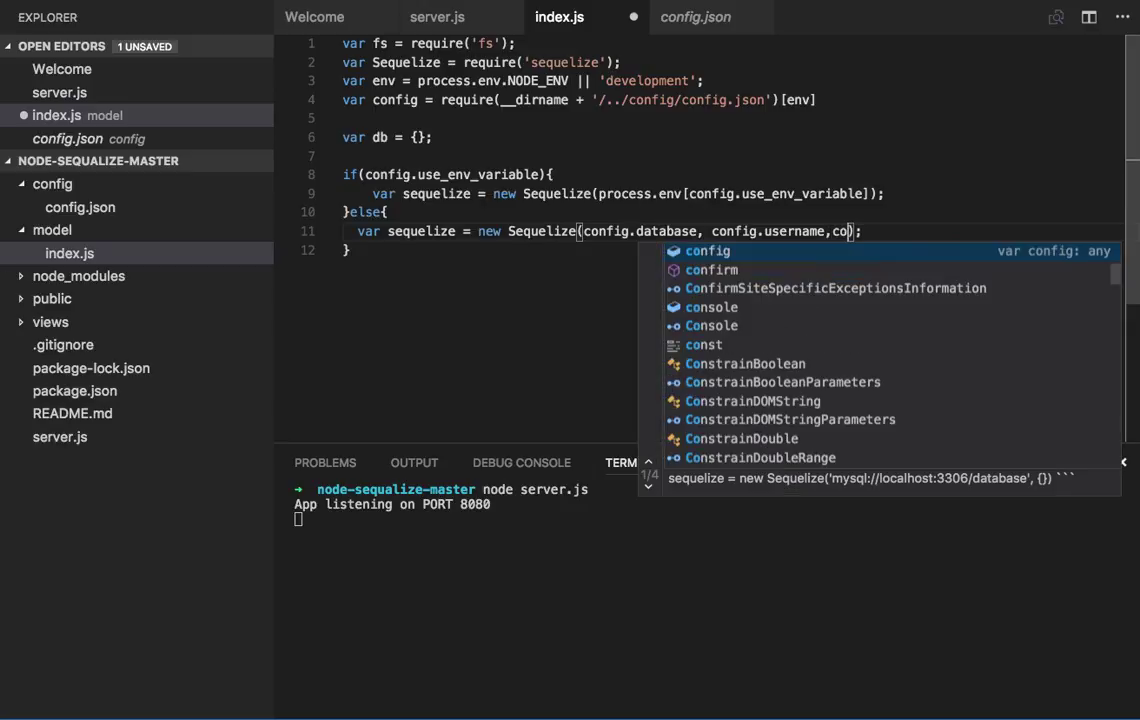 EXPLORER
Welcome
server.js
index.js
config.json
OPEN EDITORS 1 UNSAVED
Welcome
server.js
index.js model
config.json config
NODE-SEQUALIZE-MASTER
config
config.json
model
index.js
node_modules
public
views
.gitignore
package-lock.json
package.json
README.md
server.js
1 var fs = require('fs');
2 var Sequelize = require('sequelize');
3 var env = process.env.NODE_ENV || 'development';
4 var config = require(__dirname + '/../config/config.json')[env]
5
6 var db = {};
7
8 if(config.use_env_variable){
9 var sequelize = new Sequelize(process.env[config.use_env_variable]);
10 }else{
11 var sequelize = new Sequelize(config.database, config.username,co);
12 }
config var config: any
confirm
ConfirmSiteSpecificExceptionsInformation
console
Console
const
ConstrainBoolean
ConstrainBooleanParameters
ConstrainDOMString
ConstrainDOMStringParameters
ConstrainDouble
ConstrainDoubleRange
1/4
sequelize = new Sequelize('mysql://localhost:3306/database', {}) ```
PROBLEMS OUTPUT DEBUG CONSOLE TERM
➜ node-sequalize-master node server.js
App listening on PORT 8080